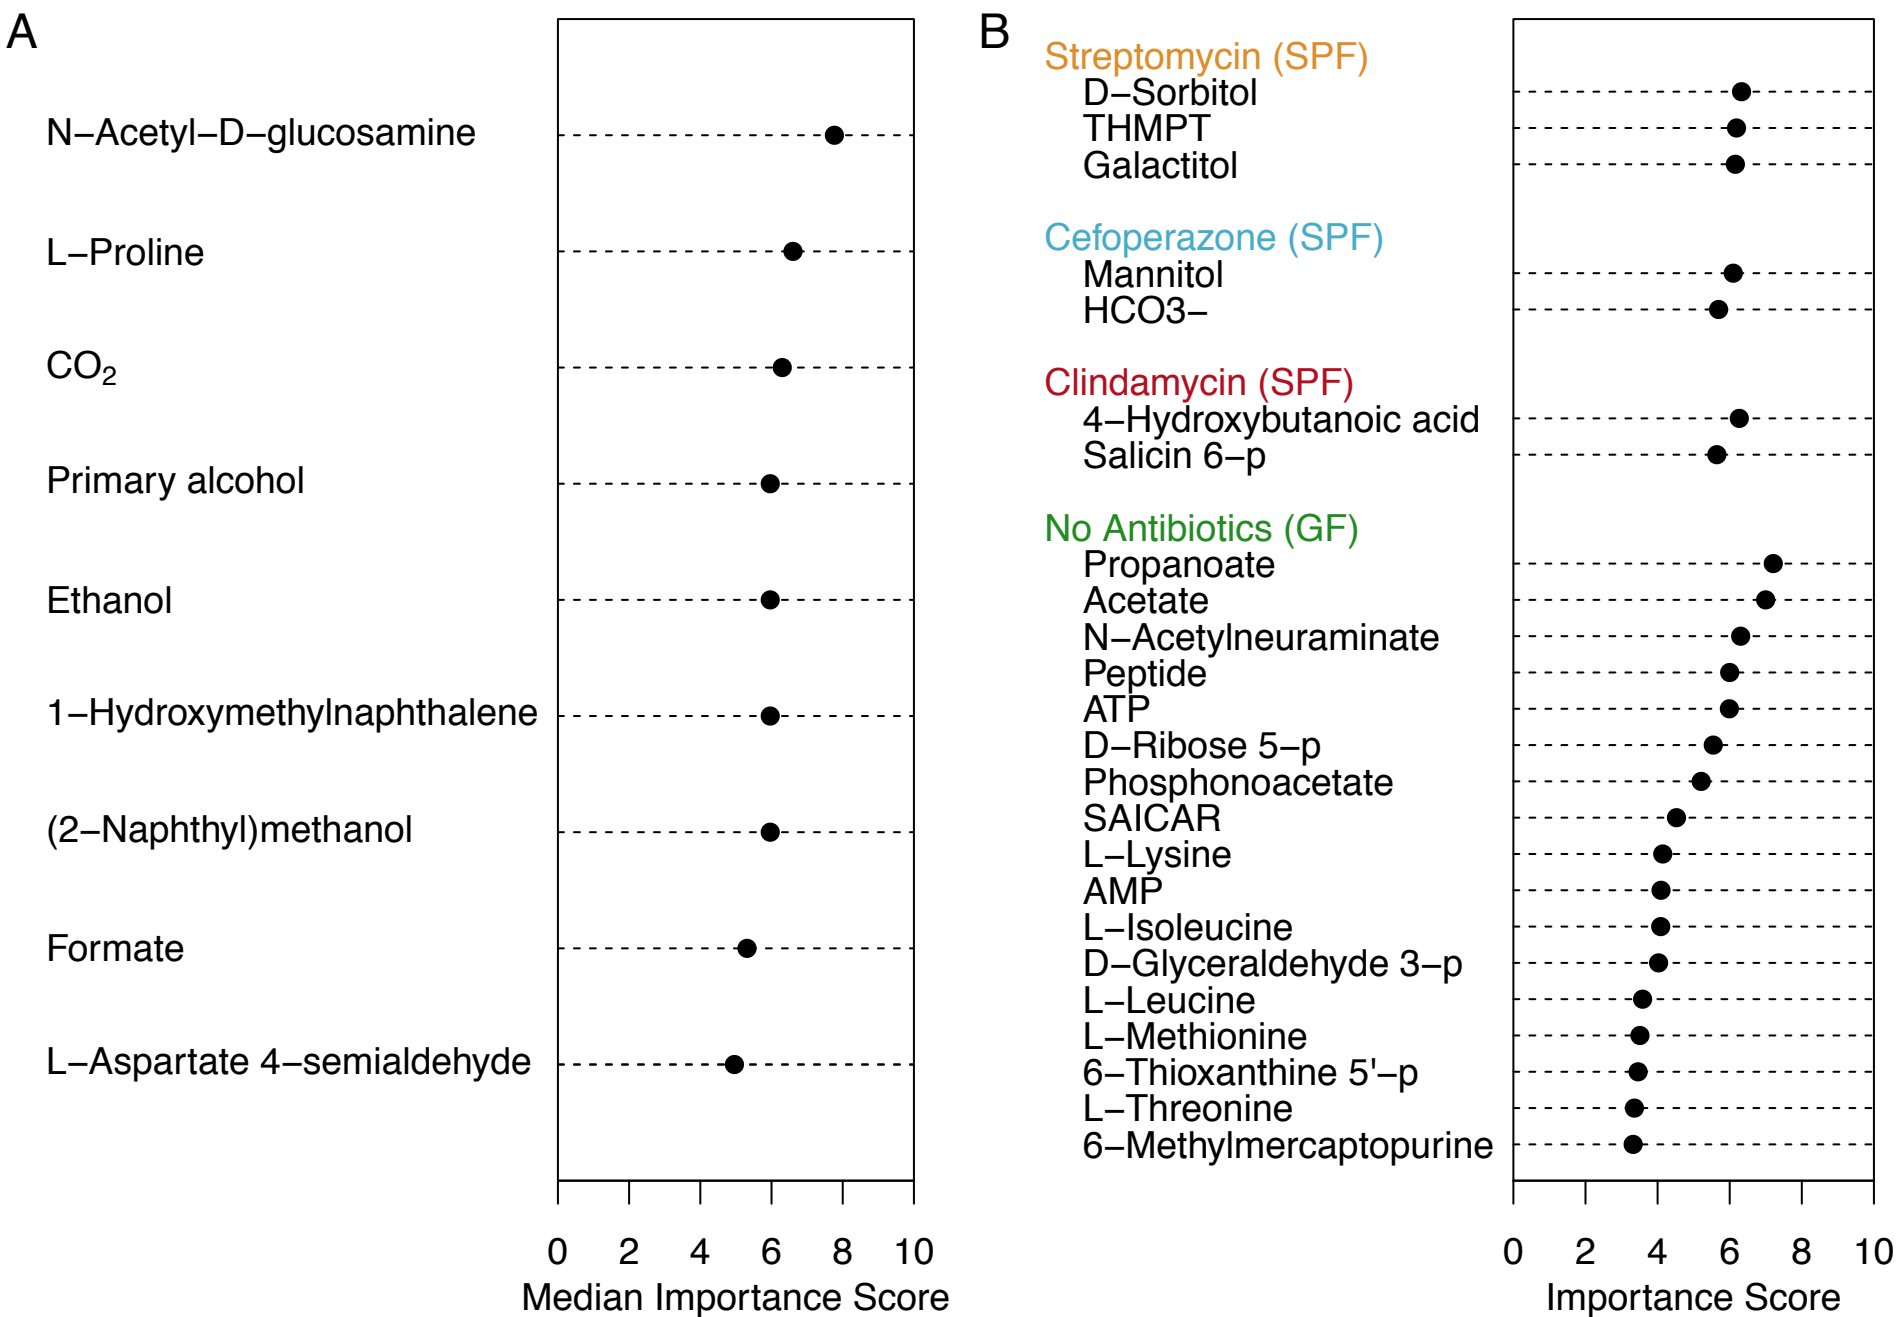 A
N−Acetyl−D−glucosamine
L−Proline
CO₂
Primary alcohol
Ethanol
1−Hydroxymethylnaphthalene
(2−Naphthyl)methanol
Formate
L−Aspartate 4−semialdehyde
0 2 4 6 8 10
Median Importance Score
B
Streptomycin (SPF)
D−Sorbitol
THMPT
Galactitol
Cefoperazone (SPF)
Mannitol
HCO3−
Clindamycin (SPF)
4−Hydroxybutanoic acid
Salicin 6−p
No Antibiotics (GF)
Propanoate
Acetate
N−Acetylneuraminate
Peptide
ATP
D−Ribose 5−p
Phosphonoacetate
SAICAR
L−Lysine
AMP
L−Isoleucine
D−Glyceraldehyde 3−p
L−Leucine
L−Methionine
6−Thioxanthine 5'−p
L−Threonine
6−Methylmercaptopurine
0 2 4 6 8 10
Importance Score